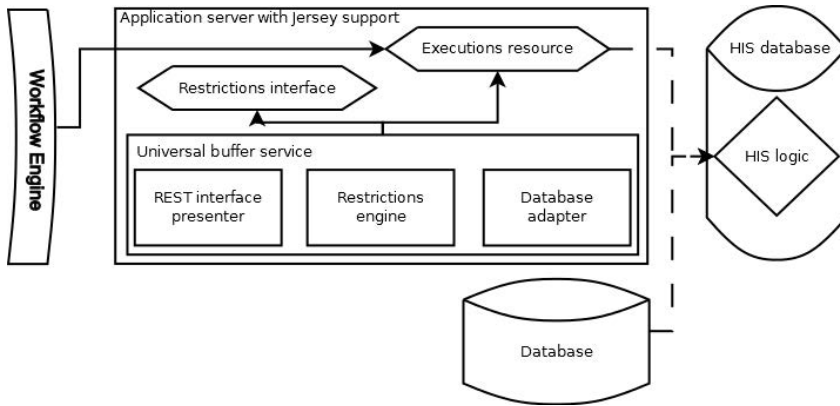 Application server with Jersey support
Workflow Engine
Executions resource
Restrictions interface
HIS database
HIS logic
Universal buffer service
REST interface
presenter
Restrictions
engine
Database
adapter
Database